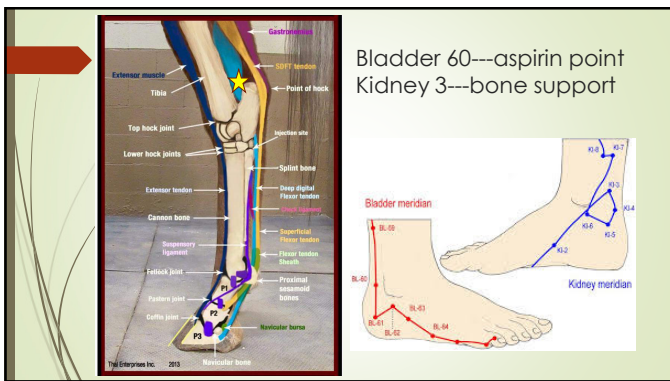 Bladder 60---aspirin point
Kidney 3---bone support
Gastrocnemius
Extensor muscle
SDFT tendon
Tibia
Point of hock
Top hock joint
Injection site
Lower hock joints
Splint bone
Extensor tendon
Deep digital
Flexor tendon
Check ligament
Cannon bone
Superficial
Flexor tendon
Suspensory
ligament
Flexor tendon
Sheath
Fetlock joint
P1
Proximal
sesamoid
bones
Pastern joint
P2
Coffin joint
P3
Navicular bursa
Navicular bone
Thal Enterprises Inc. 2013
KI-8
KI-7
KI-3
KI-4
KI-6
KI-5
KI-2
Kidney meridian
Bladder meridian
BL-59
BL-60
BL-61
BL-62
BL-63
BL-64